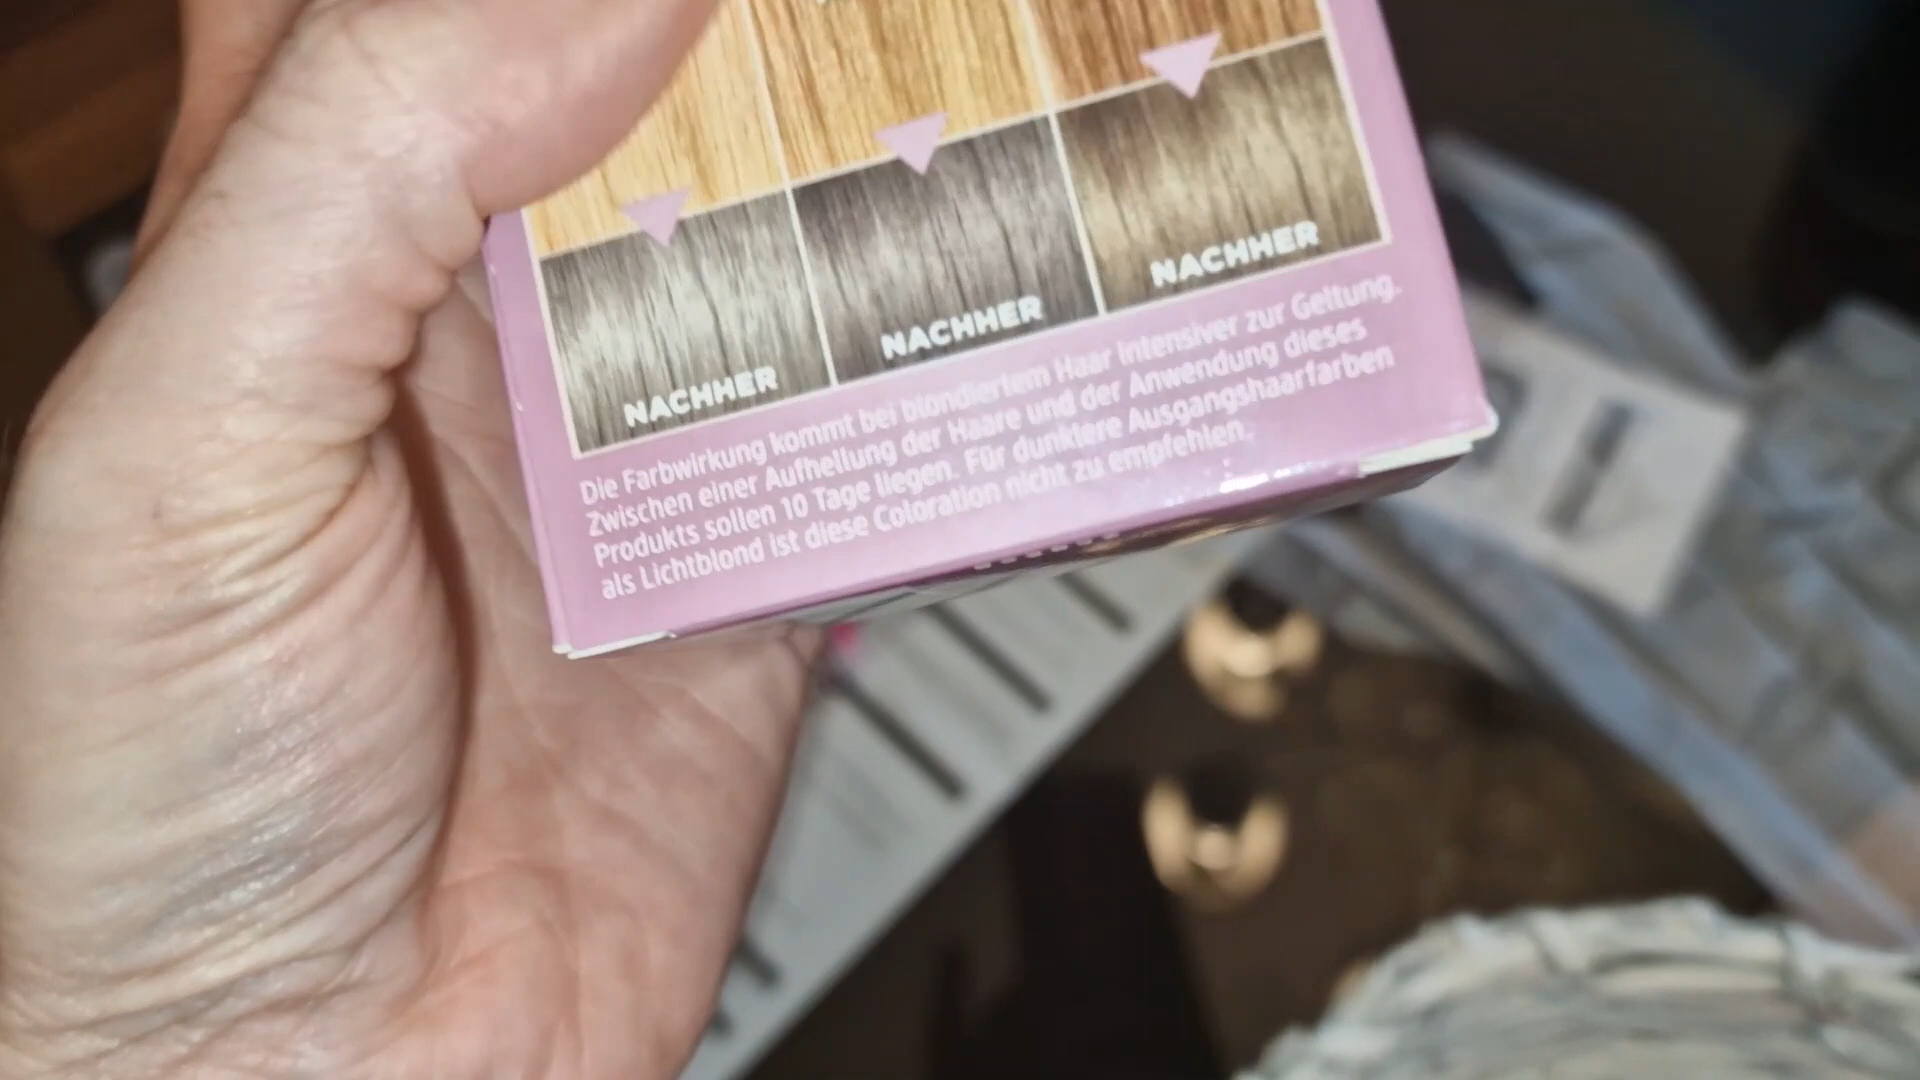 NACHHER
NACHHER
NACHHER
Die Farbwirkung kommt bei blondiertem Haar intensiver zur Geltung.
Zwischen einer Aufhellung der Haare und der Anwendung dieses
Produkts sollen 10 Tage liegen. Für dunklere Ausgangshaarfarben
als Lichtblond ist diese Coloration nicht zu empfehlen.